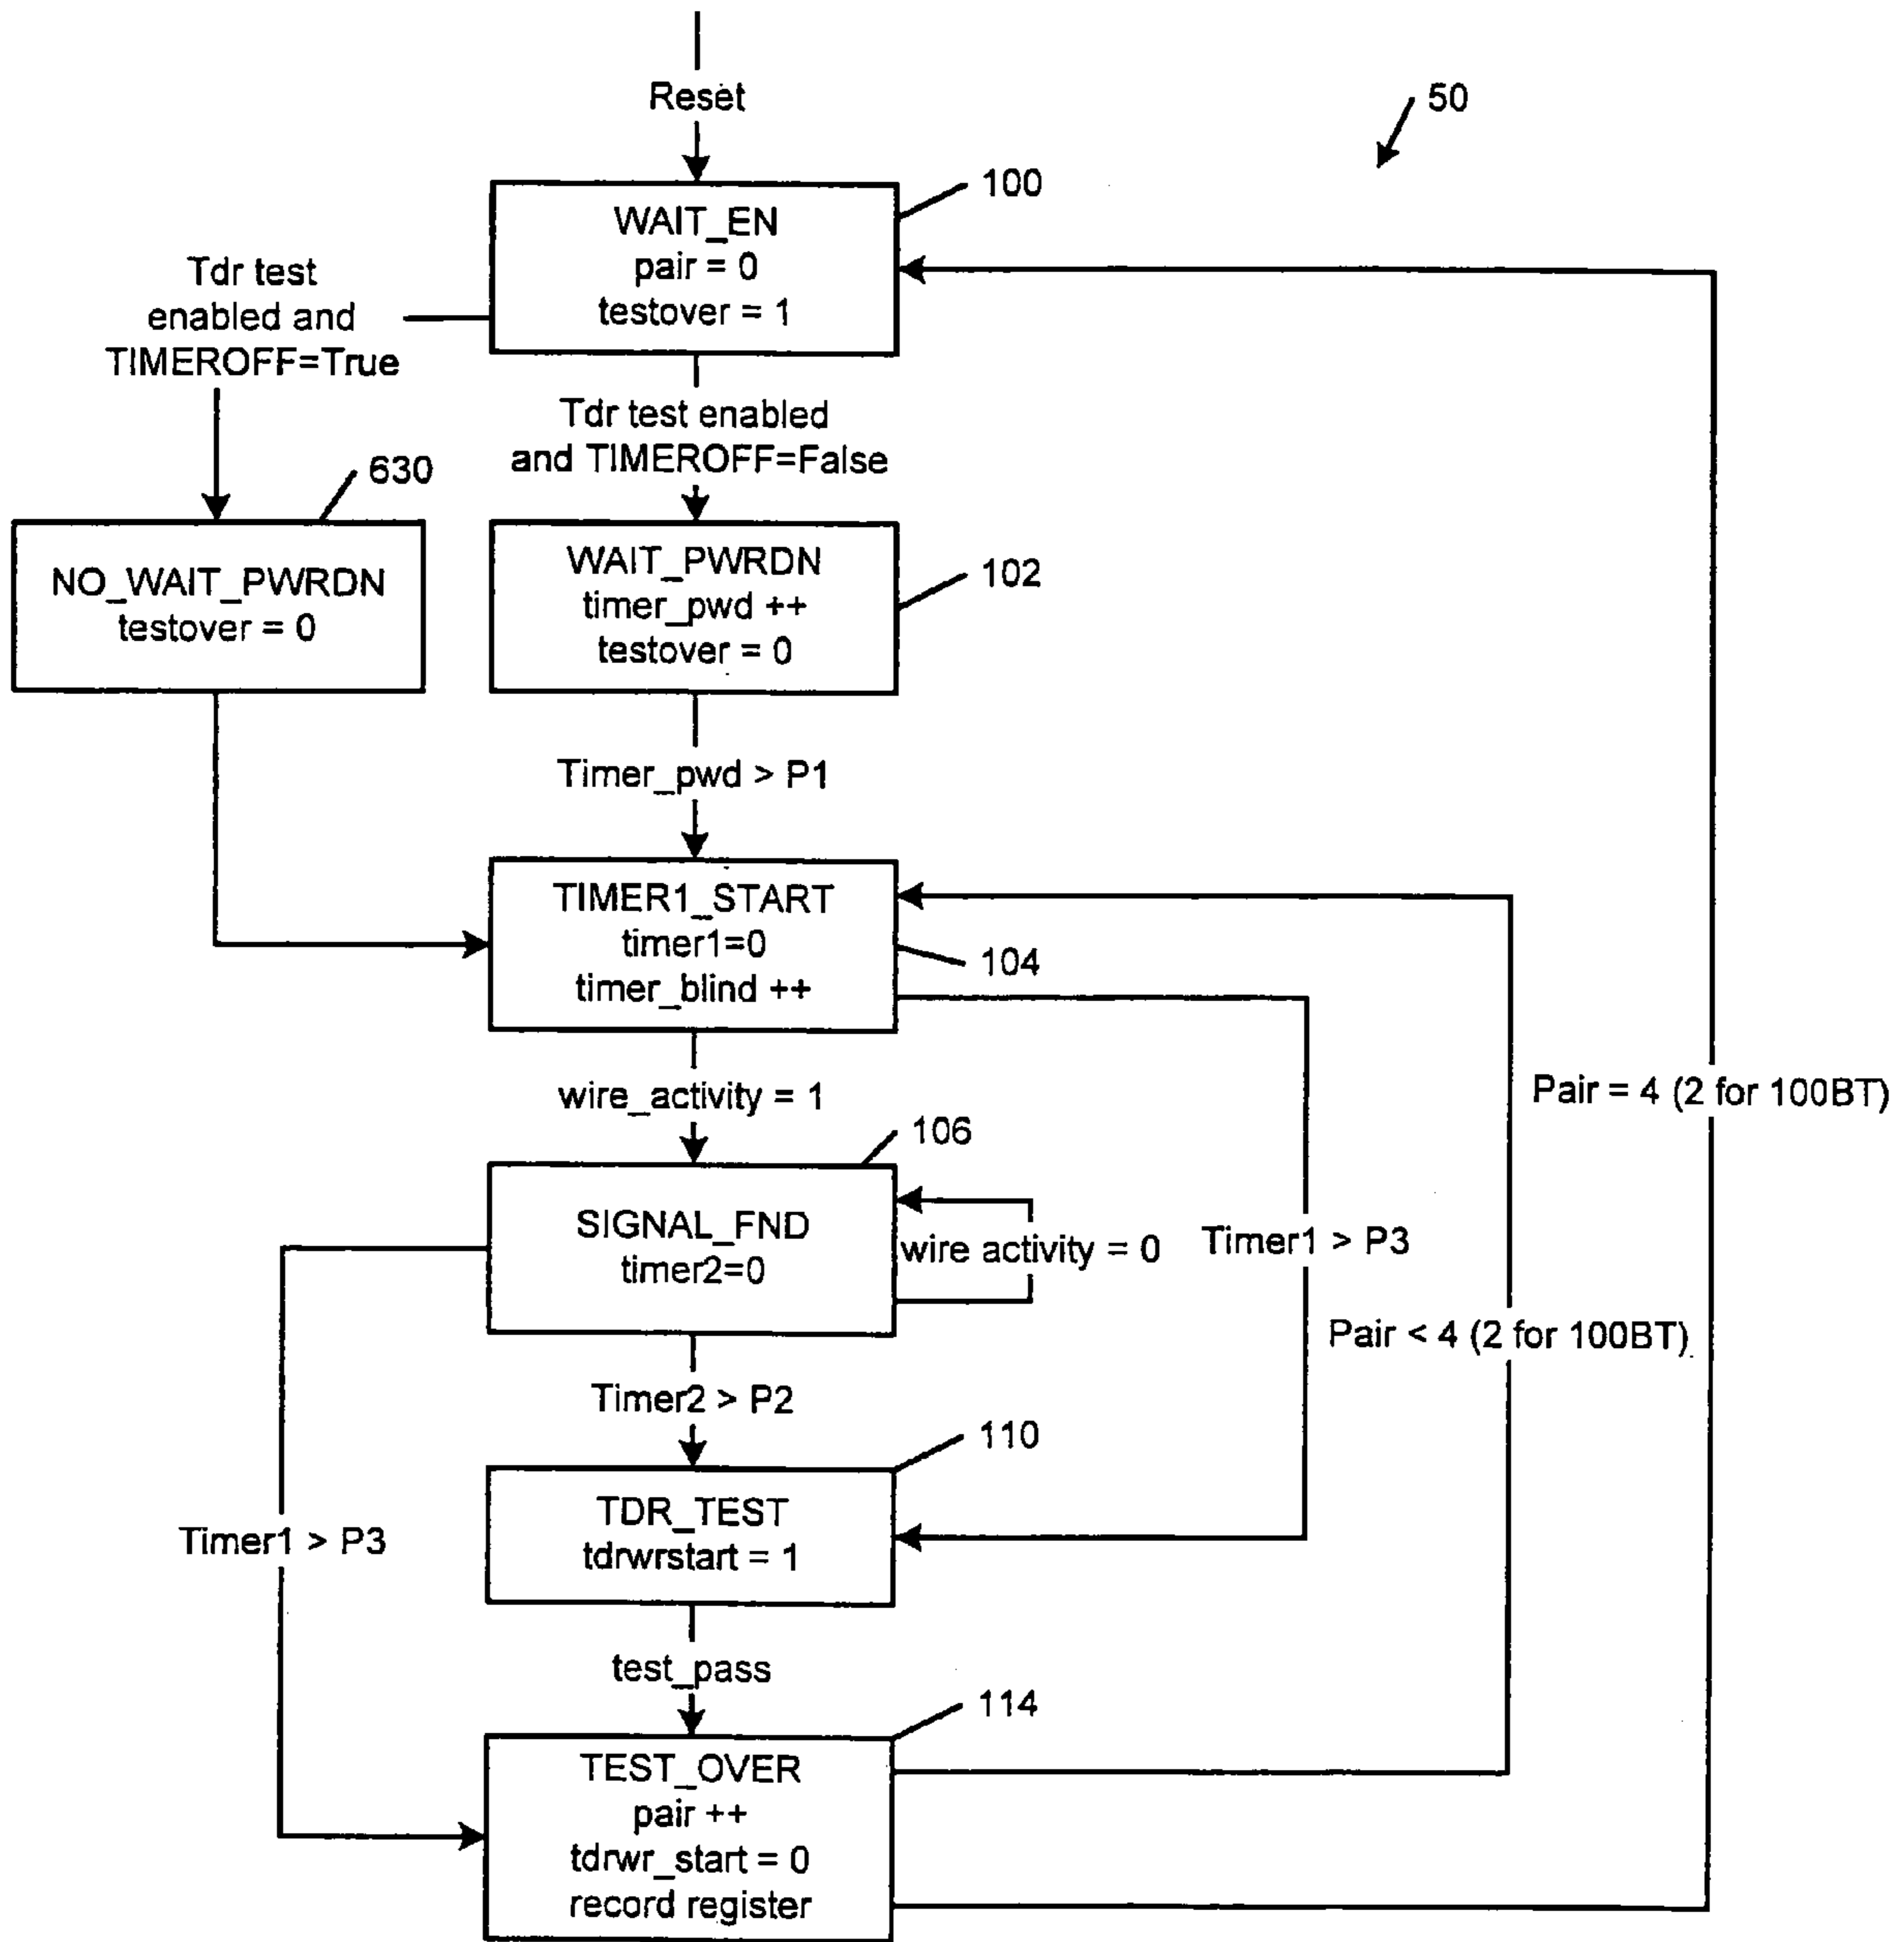 Reset
50
100
WAIT_EN
pair = 0
testover = 1
Tdr test
enabled and
TIMEROFF=True
Tdr test enabled
and TIMEROFF=False
630
NO_WAIT_PWRDN
testover = 0
WAIT_PWRDN
timer_pwd ++
testover = 0
102
Timer_pwd > P1
TIMER1_START
timer1=0
timer_blind ++
104
wire_activity = 1
Pair = 4 (2 for 100BT)
106
SIGNAL_FND
timer2=0
wire activity = 0
Timer1 > P3
Pair < 4 (2 for 100BT)
Timer2 > P2
110
TDR_TEST
tdrwrstart = 1
Timer1 > P3
test_pass
114
TEST_OVER
pair ++
tdrwr_start = 0
record register